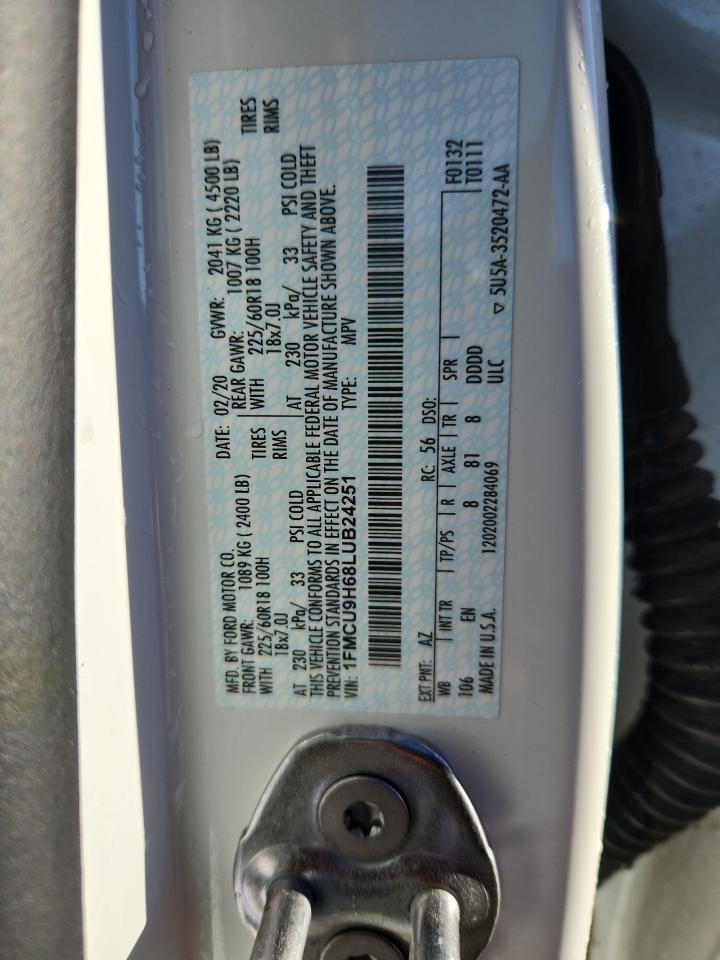 MFD. BY FORD MOTOR CO. DATE: 02/20 GVWR: 2041 KG ( 4500 LB)
FRONT GAWR: 1089 KG ( 2400 LB) REAR GAWR: 1007 KG ( 2220 LB)
WITH 225/60R18 100H TIRES WITH 225/60R18 100H TIRES
18x7.0J RIMS 18x7.0J RIMS
AT 230 kPa/ 33 PSI COLD AT 230 kPa/ 33 PSI COLD
THIS VEHICLE CONFORMS TO ALL APPLICABLE FEDERAL MOTOR VEHICLE SAFETY AND THEFT
PREVENTION STANDARDS IN EFFECT ON THE DATE OF MANUFACTURE SHOWN ABOVE.
VIN: 1FMCU9H68LUB24251 TYPE: MPV
EXT PNT: AZ RC: 56 DSO: F0132
WB INT TR TP/PS R AXLE TR SPR T0111
106 EN 8 81 8 DDDD
MADE IN U.S.A. 1202002284069 ULC ▽ 5U5A-3520472-AA